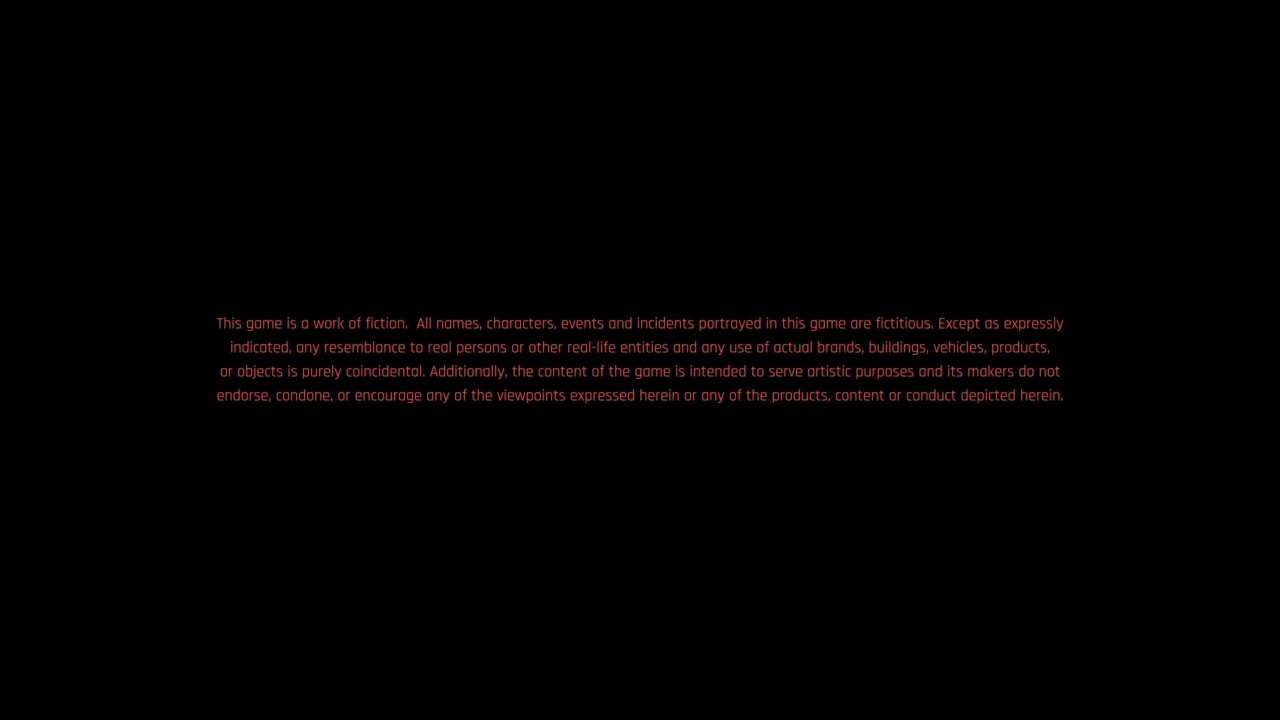 This game is a work of fiction.  All names, characters, events and incidents portrayed in this game are fictitious. Except as expressly
indicated, any resemblance to real persons or other real-life entities and any use of actual brands, buildings, vehicles, products,
or objects is purely coincidental. Additionally, the content of the game is intended to serve artistic purposes and its makers do not
endorse, condone, or encourage any of the viewpoints expressed herein or any of the products, content or conduct depicted herein.